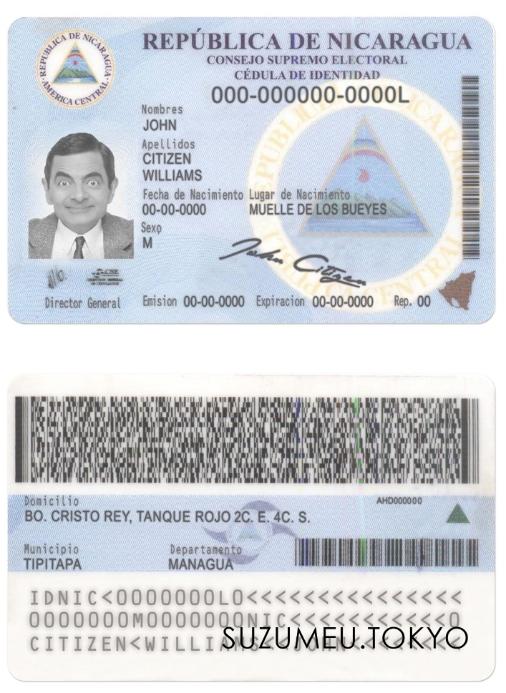 REPUBLICA DE NICARAGUA
AMERICA CENTRAL
REPÚBLICA DE NICARAGUA
CONSEJO SUPREMO ELECTORAL
CÉDULA DE IDENTIDAD
000-000000-0000L
Nombres
JOHN
Apellidos
CITIZEN
WILLIAMS
Fecha de Nacimiento Lugar de Nacimiento
00-00-0000 MUELLE DE LOS BUEYES
Sexo
M
John Citizen
Director General
Emision 00-00-0000 Expiracion 00-00-0000 Rep. 00
Domicilio
AHD000000
BO. CRISTO REY, TANQUE ROJO 2C. E. 4C. S.
Municipio Departamento
TIPITAPA MANAGUA
IDNIC<0000000L0<<<<<<<<<<<<<<<
0000000M0000000NIC<<<<<<<<<<<0
CITIZEN<WILLIAMS<<JOHN<<<<<<<<
SUZUMEU.TOKYO